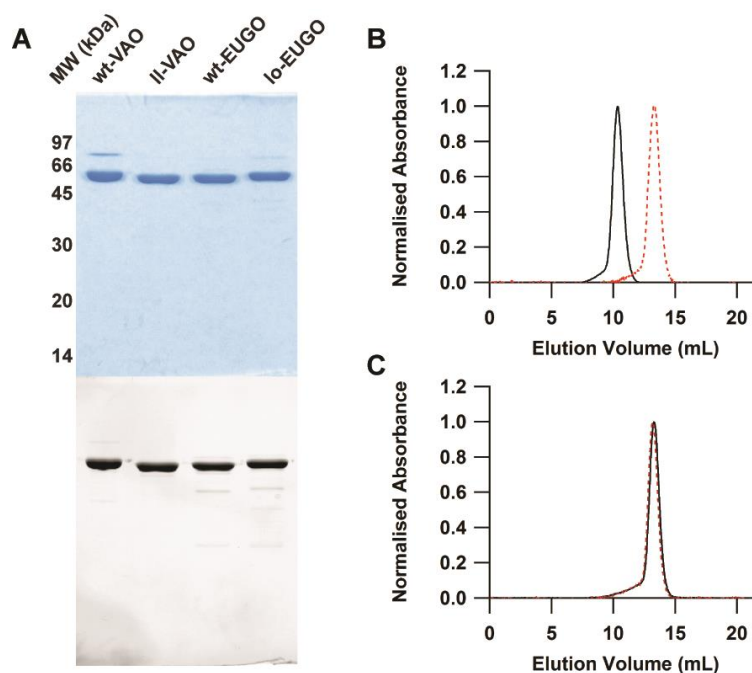 A
MW (kDa)
wt-VAO
ll-VAO
wt-EUGO
lo-EUGO
97
66
45
30
20
14
B
Normalised Absorbance
1.2
1.0
0.8
0.6
0.4
0.2
0.0
0 5 10 15 20
Elution Volume (mL)
C
Normalised Absorbance
1.2
1.0
0.8
0.6
0.4
0.2
0.0
0 5 10 15 20
Elution Volume (mL)